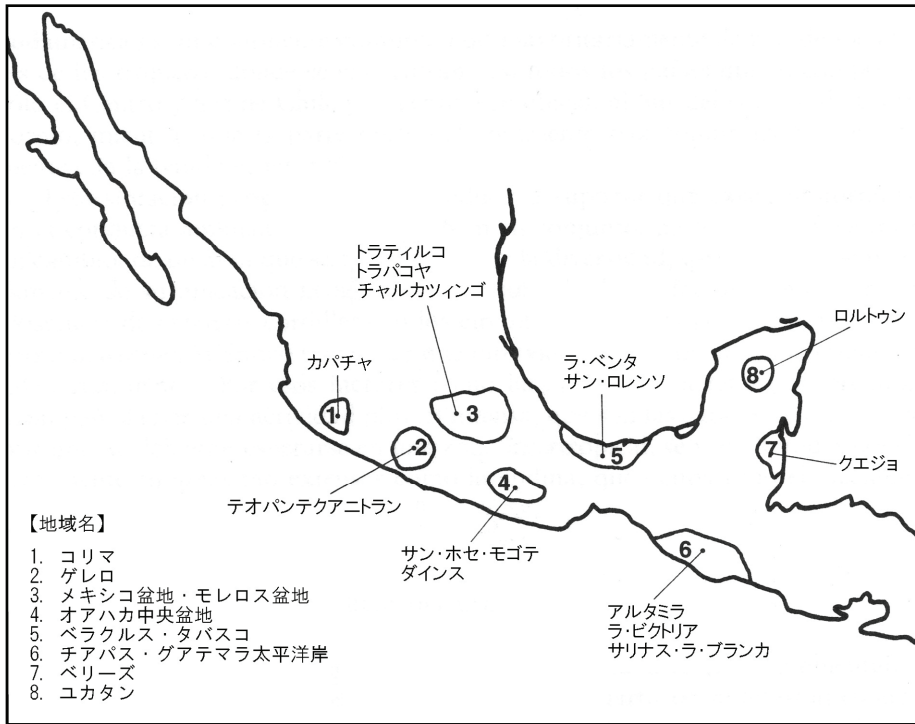 トラティルコ
トラパコヤ
チャルカツィンゴ
ロルトゥン
カパチャ
ラ・ベンタ
サン・ロレンソ
8
1
3
2
5
7
クエジョ
4
テオパンテクアニトラン
6
サン・ホセ・モゴテ
ダインス
アルタミラ
ラ・ビクトリア
サリナス・ラ・ブランカ
【地域名】
1. コリマ
2. ゲレロ
3. メキシコ盆地・モレロス盆地
4. オアハカ中央盆地
5. ベラクルス・タバスコ
6. チアパス・グアテマラ太平洋岸
7. ベリーズ
8. ユカタン